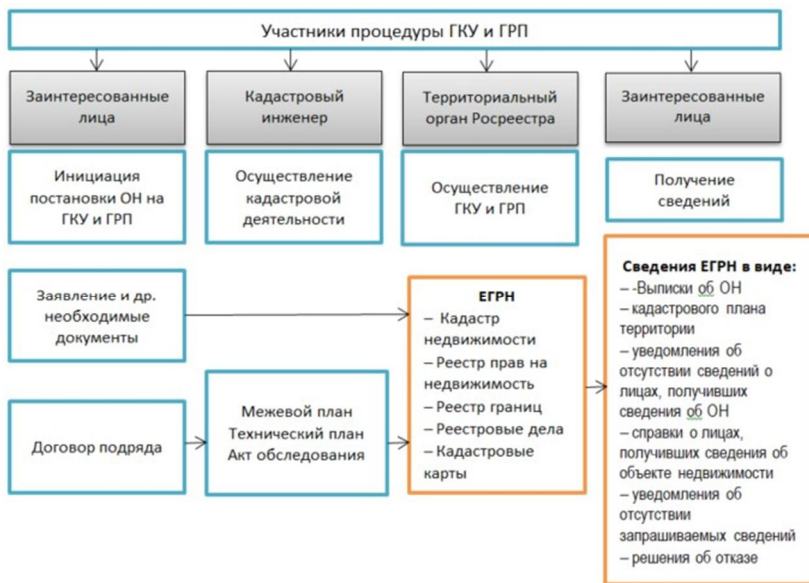 Участники процедуры ГКУ и ГРП
Заинтересованные
лица
Кадастровый
инженер
Территориальный
орган Росреестра
Заинтересованные
лица
Инициация
постановки ОН на
ГКУ и ГРП
Осуществление
кадастровой
деятельности
Осуществление
ГКУ и ГРП
Получение
сведений
Заявление и др.
необходимые
документы
Договор подряда
Межевой план
Технический план
Акт обследования
ЕГРН
– Кадастр
недвижимости
– Реестр прав на
недвижимость
– Реестр границ
– Реестровые дела
– Кадастровые
карты
Сведения ЕГРН в виде:
– -Выписки об ОН
– кадастрового плана
территории
– уведомления об
отсутствии сведений о
лицах, получивших
сведения об ОН
– справки о лицах,
получивших сведения об
объекте недвижимости
– уведомления об
отсутствии
запрашиваемых сведений
– решения об отказе